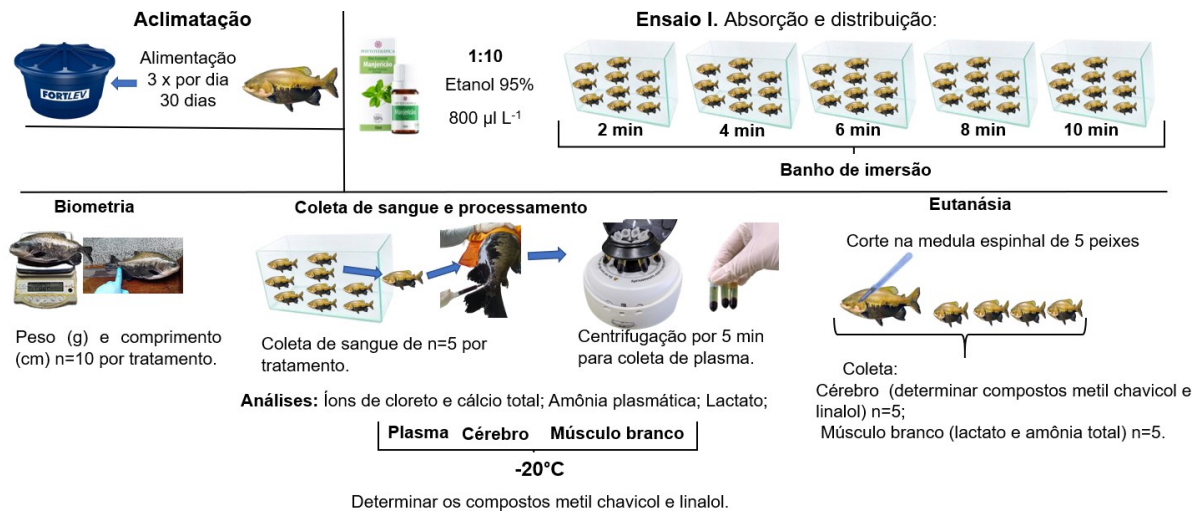 Aclimatação
FORTLEV
Alimentação
3 x por dia
30 dias
Manjericão
1:10
Etanol 95%
800 µl L-1
Ensaio I. Absorção e distribuição:
2 min
4 min
6 min
8 min
10 min
Banho de imersão
Biometria
Peso (g) e comprimento
(cm) n=10 por tratamento.
Coleta de sangue e processamento
Coleta de sangue de n=5 por
tratamento.
Centrifugação por 5 min
para coleta de plasma.
Análises: Íons de cloreto e cálcio total; Amônia plasmática; Lactato;
Plasma Cérebro Músculo branco
-20°C
Determinar os compostos metil chavicol e linalol.
Eutanásia
Corte na medula espinhal de 5 peixes
Coleta:
Cérebro (determinar compostos metil chavicol e
linalol) n=5;
Músculo branco (lactato e amônia total) n=5.